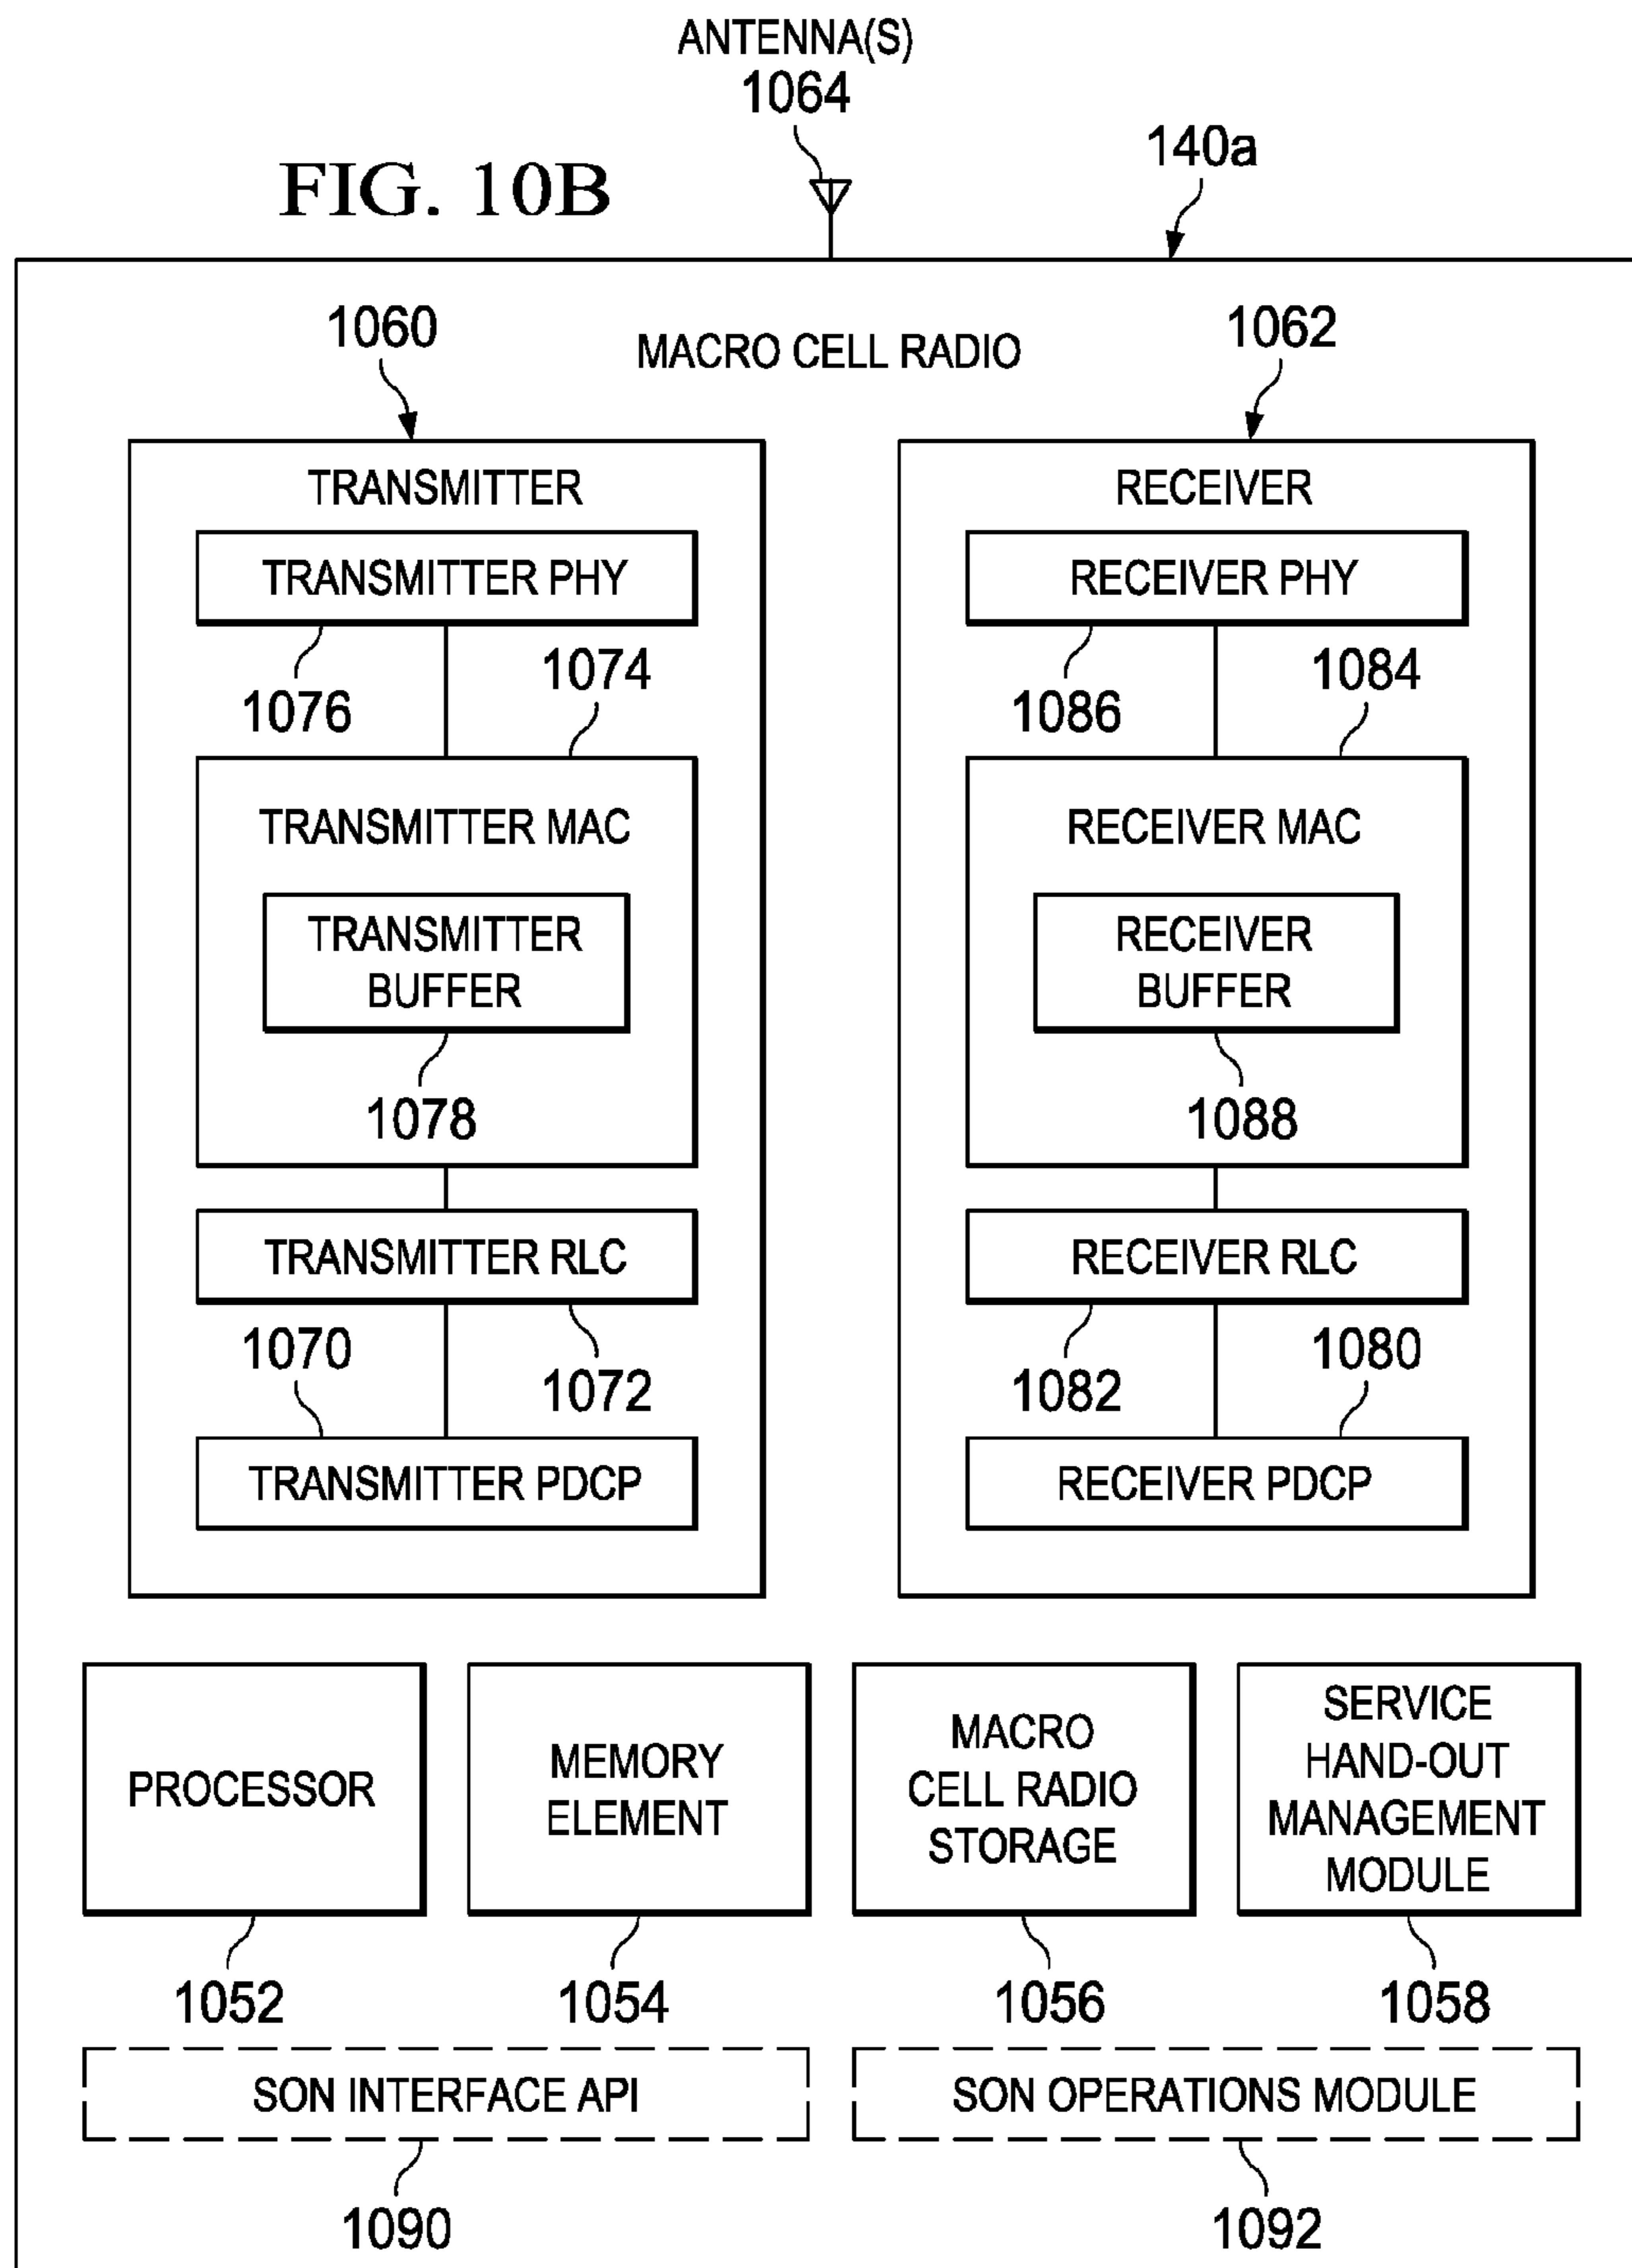 ANTENNA(S)
1064
140a
FIG. 10B
1060
MACRO CELL RADIO
1062
TRANSMITTER
RECEIVER
TRANSMITTER PHY
RECEIVER PHY
1076
1074
1086
1084
TRANSMITTER MAC
RECEIVER MAC
TRANSMITTER
BUFFER
RECEIVER
BUFFER
1078
1088
TRANSMITTER RLC
RECEIVER RLC
1070
1072
1082
1080
TRANSMITTER PDCP
RECEIVER PDCP
PROCESSOR
MEMORY
ELEMENT
MACRO
CELL RADIO
STORAGE
SERVICE
HAND-OUT
MANAGEMENT
MODULE
1052
1054
1056
1058
SON INTERFACE API
SON OPERATIONS MODULE
1090
1092